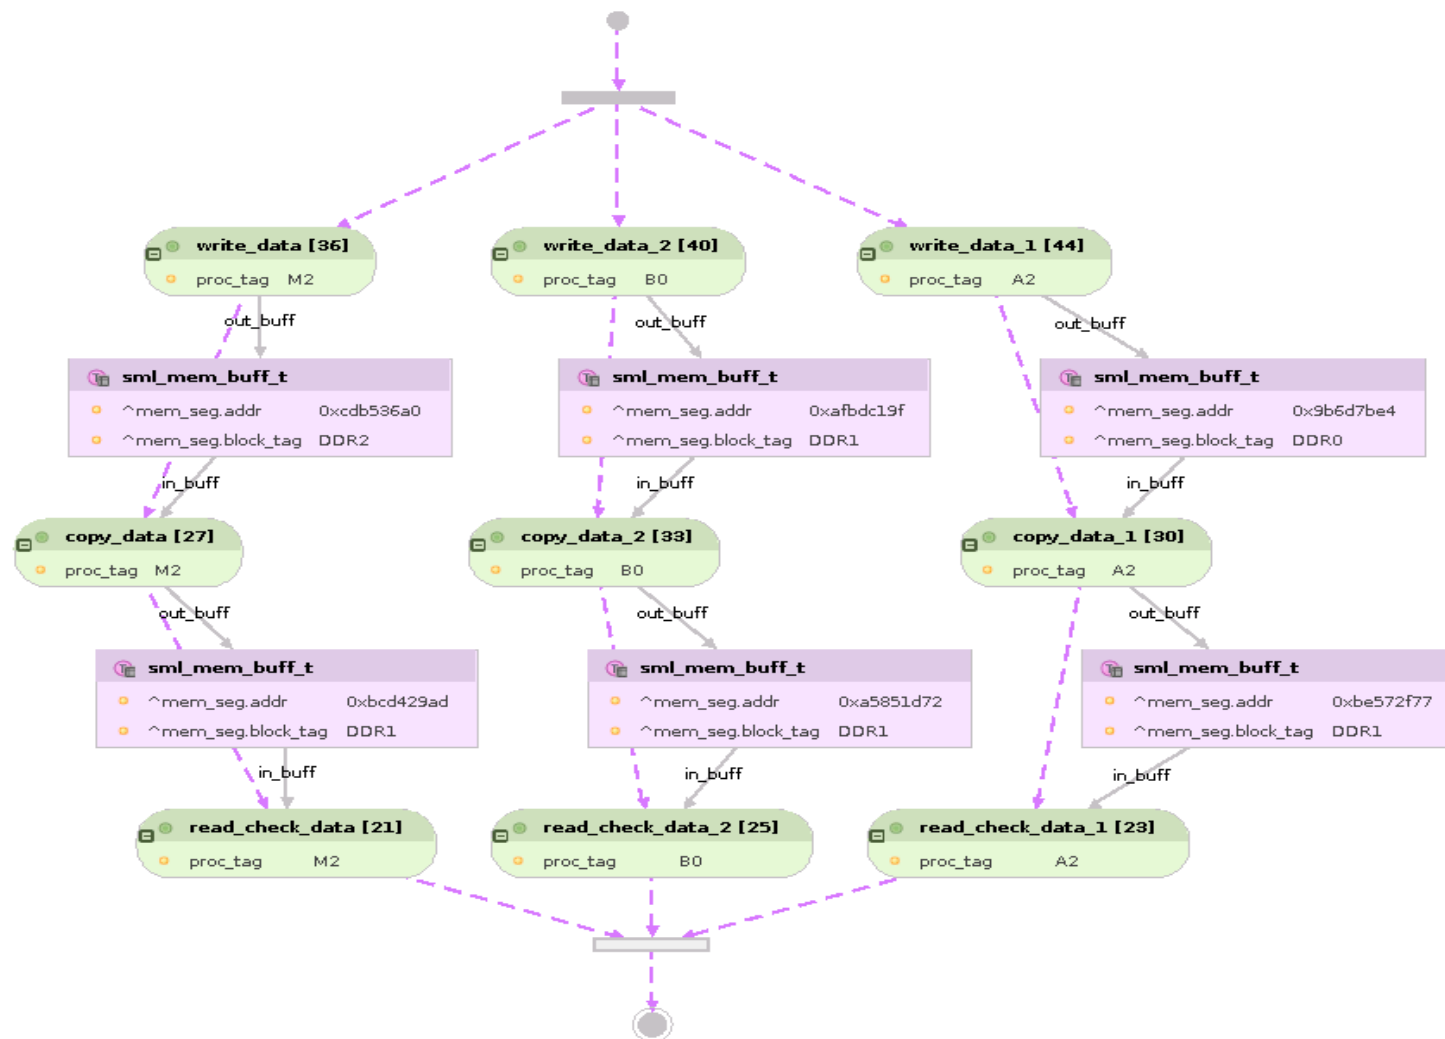 write_data [36]
proc_tag M2
write_data_2 [40]
proc_tag B0
write_data_1 [44]
proc_tag A2
out_buff
out_buff
out_buff
sml_mem_buff_t
^mem_seg.addr 0xcdb536a0
^mem_seg.block_tag DDR2
sml_mem_buff_t
^mem_seg.addr 0xafbdc19f
^mem_seg.block_tag DDR1
sml_mem_buff_t
^mem_seg.addr 0x9b6d7be4
^mem_seg.block_tag DDR0
in_buff
in_buff
in_buff
copy_data [27]
proc_tag M2
copy_data_2 [33]
proc_tag B0
copy_data_1 [30]
proc_tag A2
out_buff
out_buff
out_buff
sml_mem_buff_t
^mem_seg.addr 0xbcd429ad
^mem_seg.block_tag DDR1
sml_mem_buff_t
^mem_seg.addr 0xa5851d72
^mem_seg.block_tag DDR1
sml_mem_buff_t
^mem_seg.addr 0xbe572f77
^mem_seg.block_tag DDR1
in_buff
in_buff
in_buff
read_check_data [21]
proc_tag M2
read_check_data_2 [25]
proc_tag B0
read_check_data_1 [23]
proc_tag A2